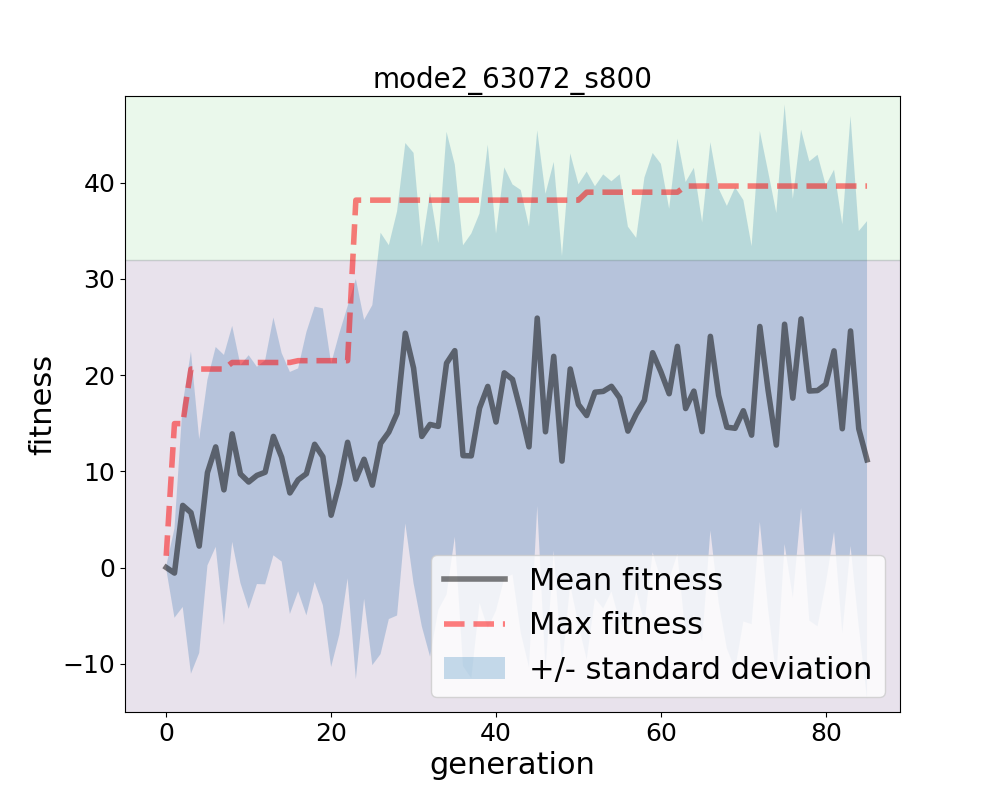 mode2_63072_s800
fitness
40
30
20
10
0
−10
Mean fitness
Max fitness
+/- standard deviation
0 20 40 60 80
generation